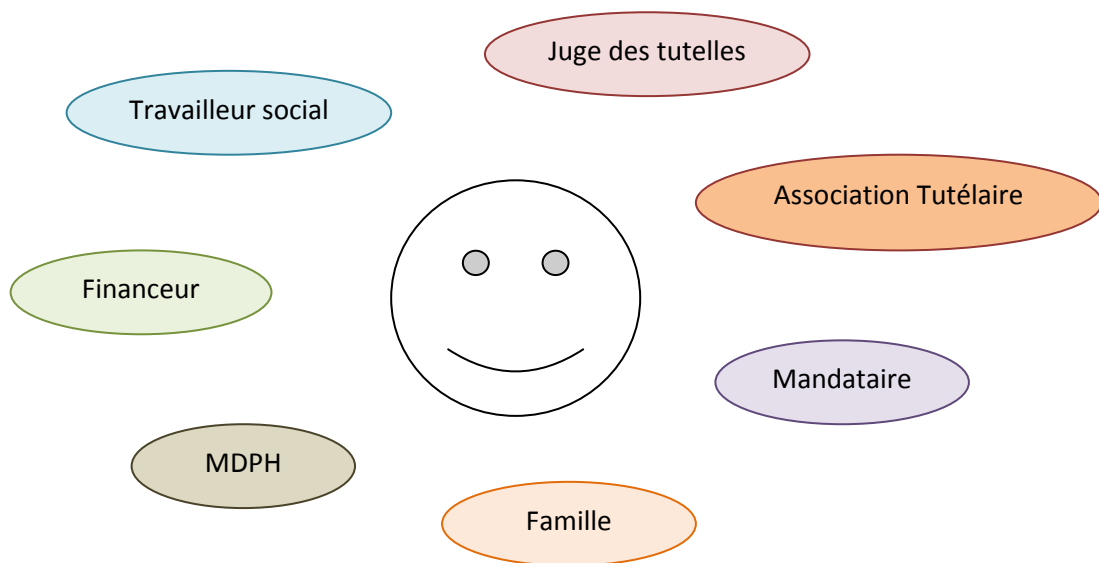 Juge des tutelles
Travailleur social
Association Tutélaire
Financeur
Mandataire
MDPH
Famille